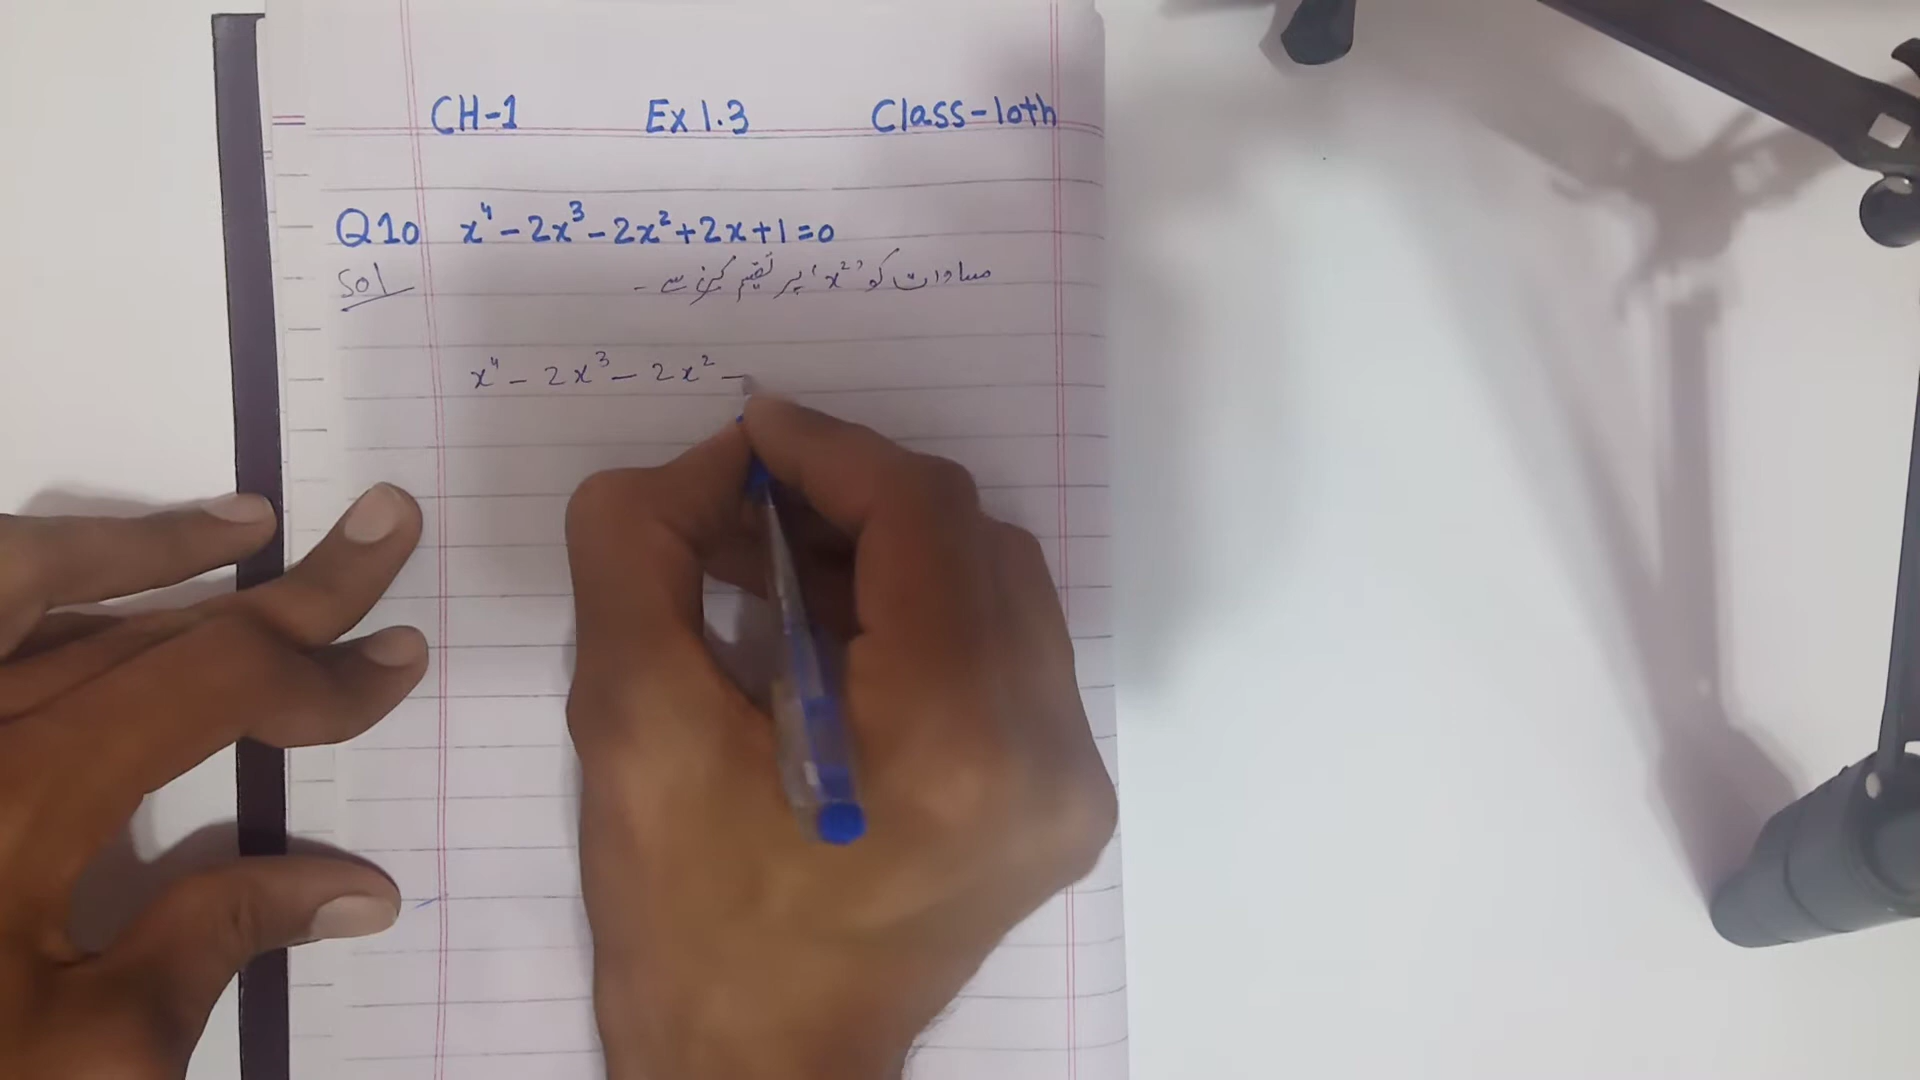 CH-1 Ex 1.3 Class-10th
Q10 x⁴-2x³-2x²+2x+1=0
Sol مساوات کو 'x²' پر تقسیم کرنے سے -
x⁴-2x³-2x²-